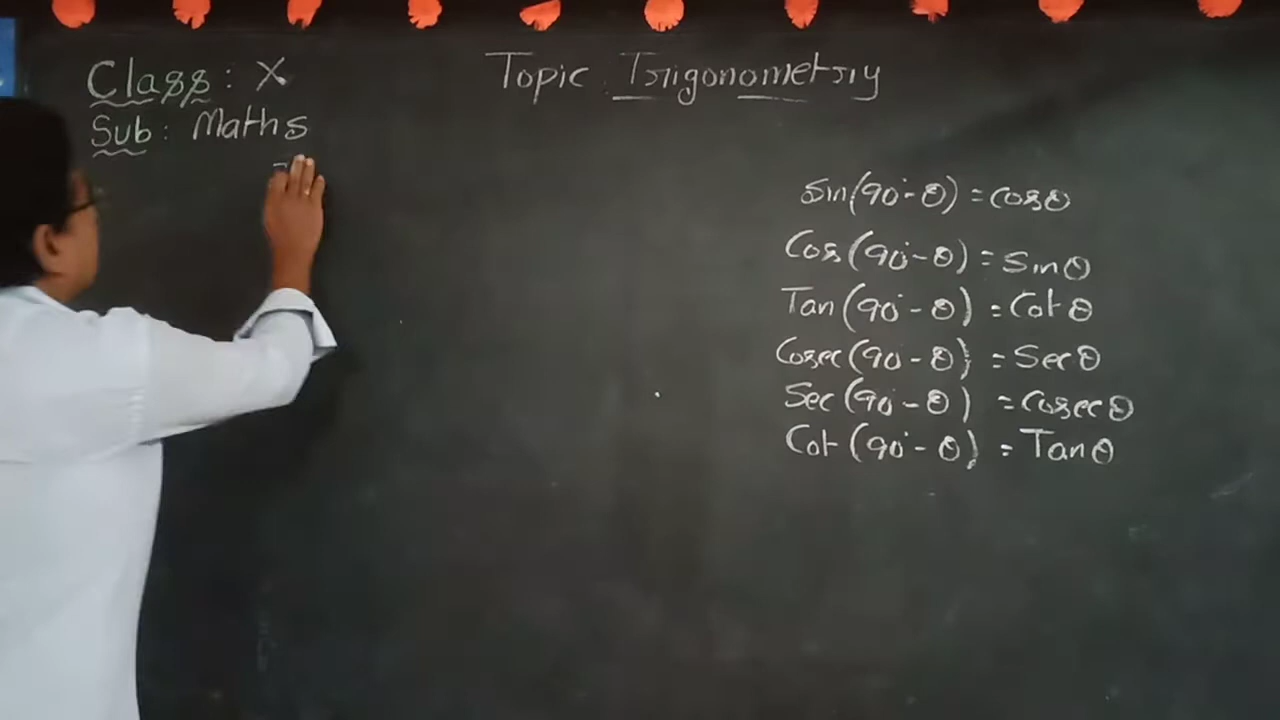 Class : X
Topic : Trigonometry
Sub : Maths
Sin(90°-θ) = Cosθ
Cos(90°-θ) = Sinθ
Tan(90°-θ) = Cotθ
Cosec(90-θ) = Secθ
Sec(90°-θ) = Cosecθ
Cot(90°-θ) = Tanθ